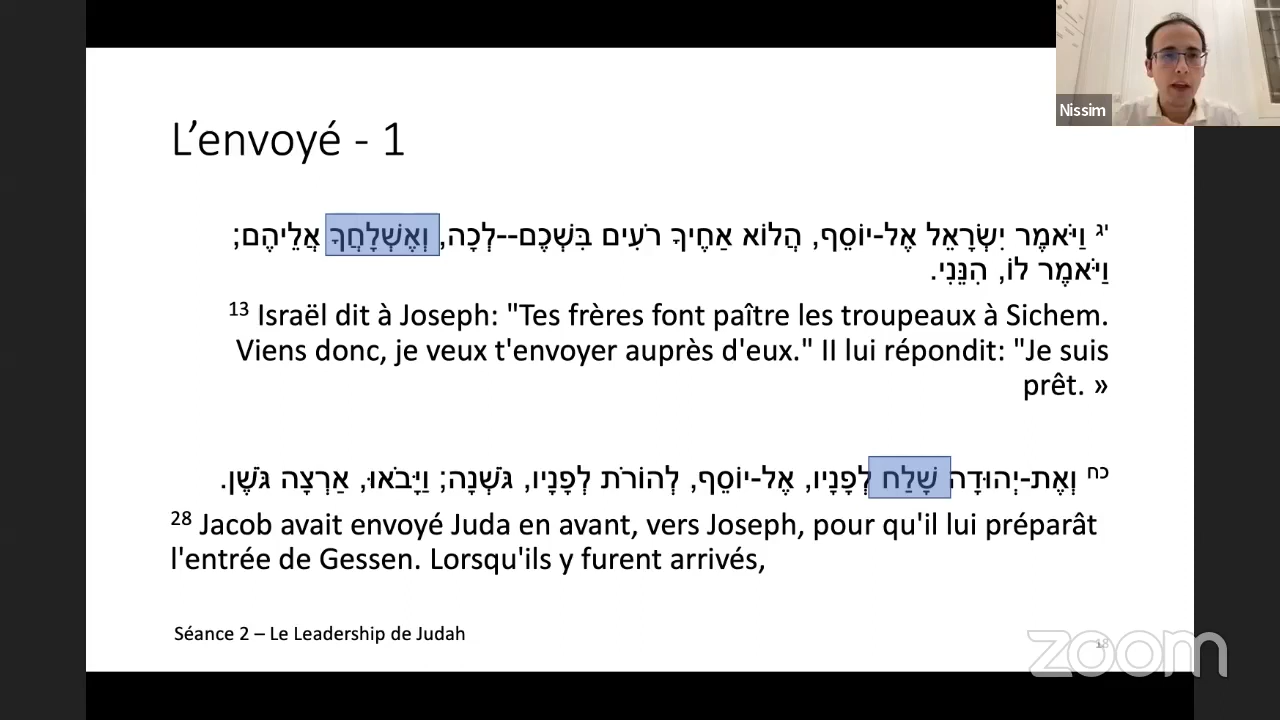 Nissim
L’envoyé - 1
יג וַיֹּאמֶר יִשְׂרָאֵל אֶל-יוֹסֵף, הֲלוֹא אַחֶיךָ רֹעִים בִּשְׁכֶם--לְכָה, וְאֶשְׁלָחֲךָ אֲלֵיהֶם;
וַיֹּאמֶר לוֹ, הִנֵּנִי.
13 Israël dit à Joseph: "Tes frères font paître les troupeaux à Sichem.
Viens donc, je veux t'envoyer auprès d'eux." II lui répondit: "Je suis
prêt. »
כח וְאֶת-יְהוּדָה שָׁלַח לְפָנָיו, אֶל-יוֹסֵף, לְהוֹרֹת לְפָנָיו, גֹּשְׁנָה; וַיָּבֹאוּ, אַרְצָה גֹּשֶׁן.
28 Jacob avait envoyé Juda en avant, vers Joseph, pour qu'il lui préparât
l'entrée de Gessen. Lorsqu'ils y furent arrivés,
Séance 2 – Le Leadership de Judah
18
zoom